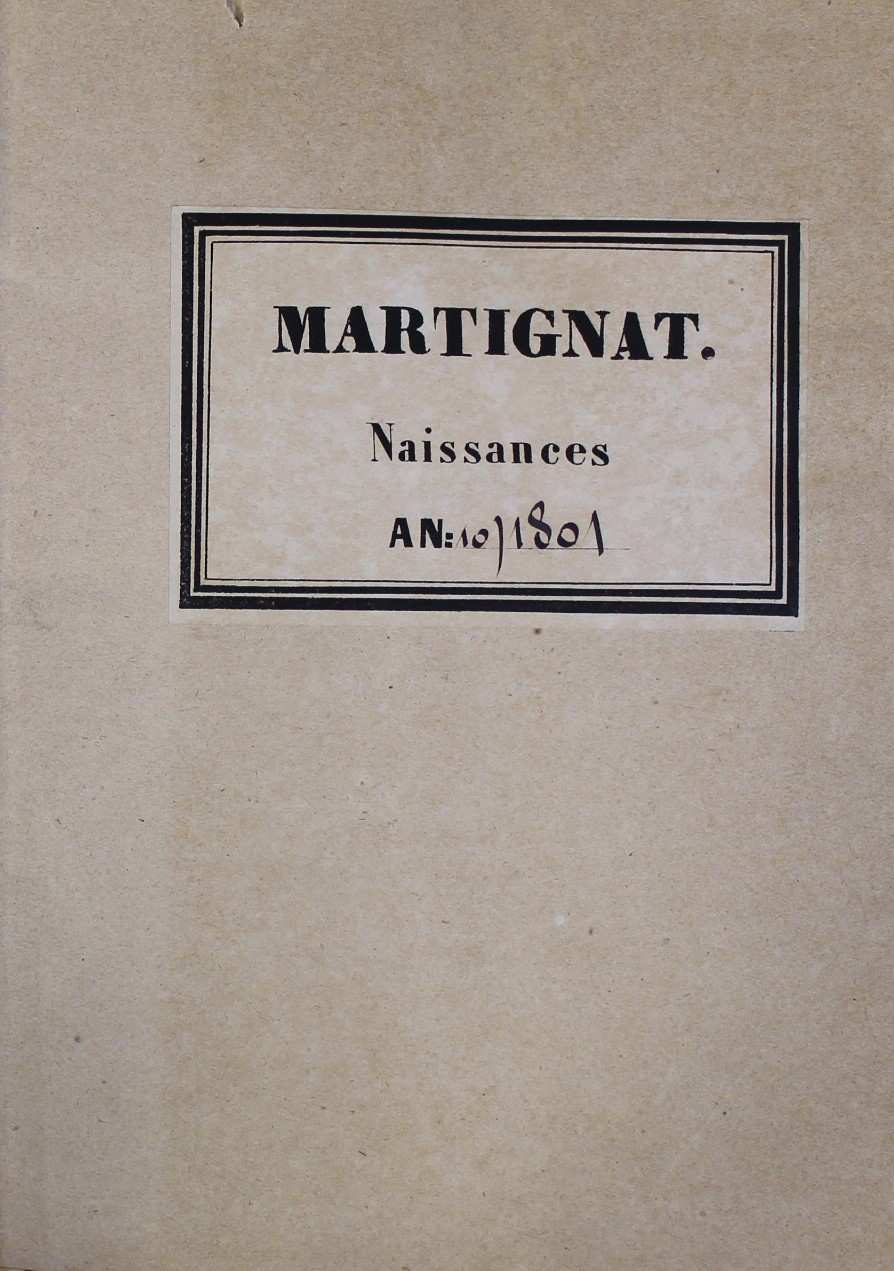 MARTIGNAT.
Naissances
AN: 10) 1801